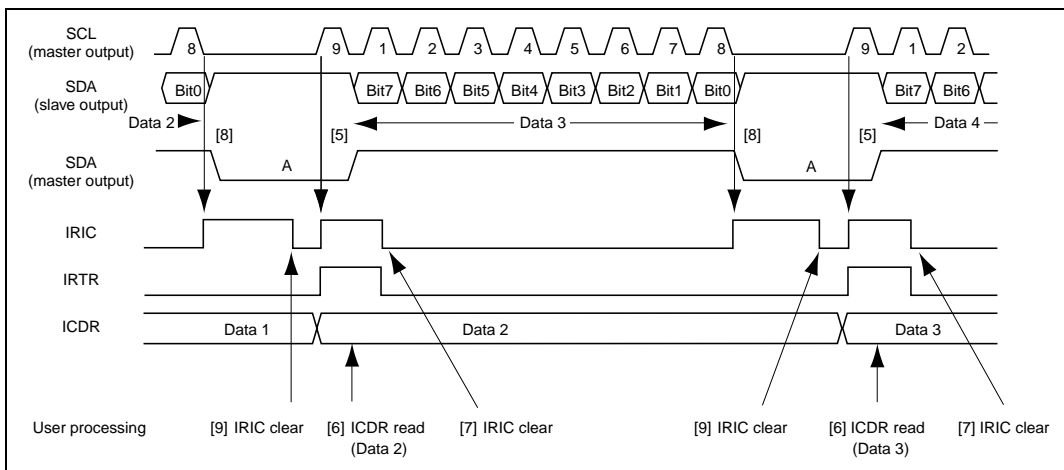 SCL
(master output)
8 9 1 2 3 4 5 6 7 8 9 1 2
SDA
(slave output)
Bit0 Bit7 Bit6 Bit5 Bit4 Bit3 Bit2 Bit1 Bit0 Bit7 Bit6
Data 2 [8] [5] Data 3 [8] [5] Data 4
SDA
(master output)
A A
IRIC
IRTR
ICDR
Data 1 Data 2 Data 3
User processing
[9] IRIC clear
[6] ICDR read
(Data 2)
[7] IRIC clear
[9] IRIC clear
[6] ICDR read
(Data 3)
[7] IRIC clear